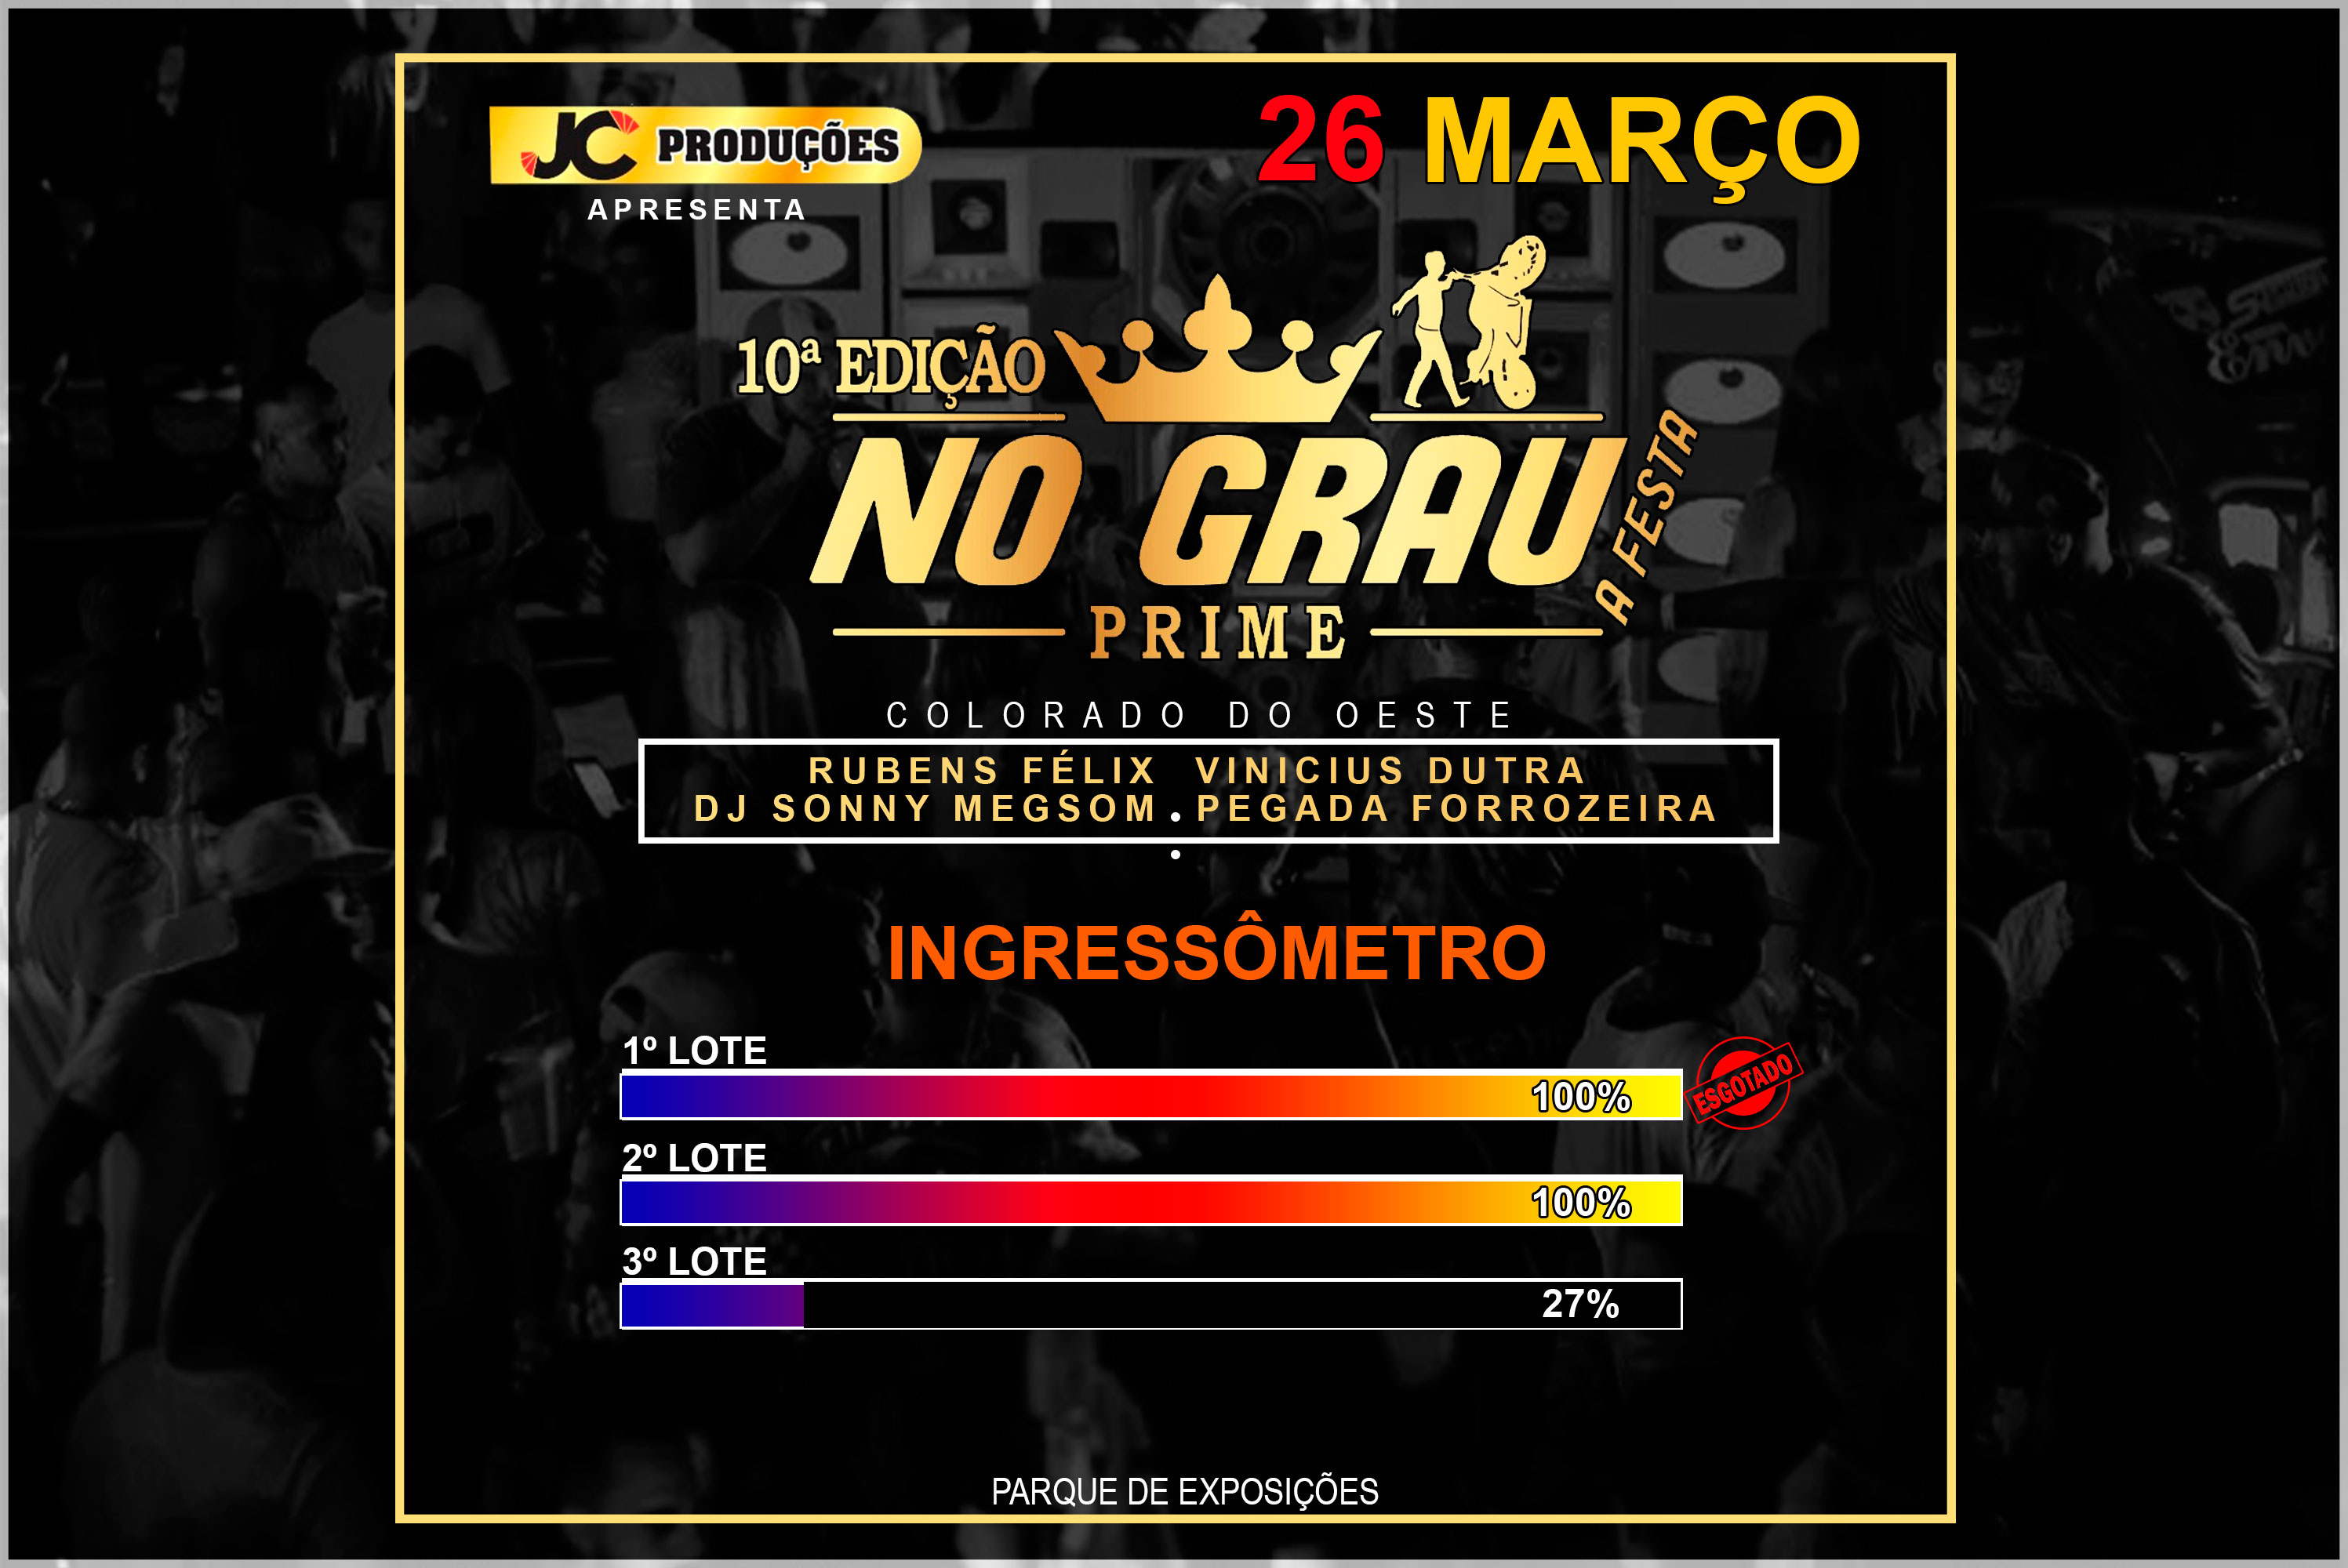 JC PRODUÇÕES
APRESENTA
26 MARÇO
10ª EDIÇÃO
NO GRAU
A FESTA
PRIME
COLORADO DO OESTE
RUBENS FÉLIX VINICIUS DUTRA
DJ SONNY MEGSOM • PEGADA FORROZEIRA
•
INGRESSÔMETRO
1º LOTE
100%
ESGOTADO
2º LOTE
100%
3º LOTE
27%
PARQUE DE EXPOSIÇÕES